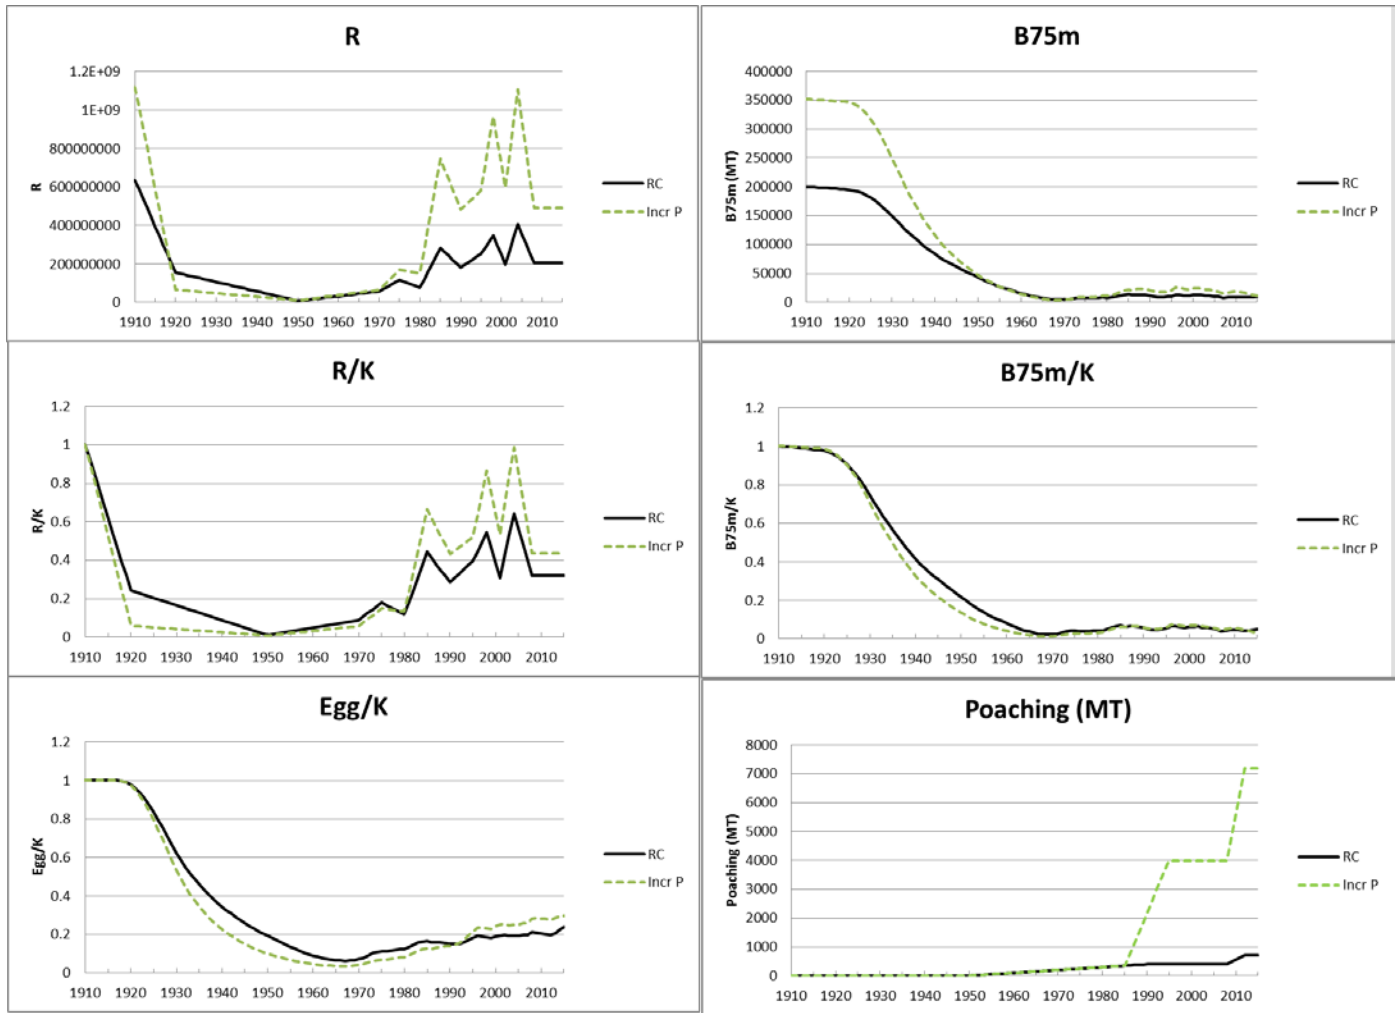 R
1.2E+09
1E+09
800000000
600000000
400000000
200000000
0
R
1910 1920 1930 1940 1950 1960 1970 1980 1990 2000 2010
RC
Incr P
B75m
400000
350000
300000
250000
200000
150000
100000
50000
0
B75m (MT)
1910 1920 1930 1940 1950 1960 1970 1980 1990 2000 2010
RC
Incr P
R/K
1.2
1
0.8
0.6
0.4
0.2
0
R/K
1910 1920 1930 1940 1950 1960 1970 1980 1990 2000 2010
RC
Incr P
B75m/K
1.2
1
0.8
0.6
0.4
0.2
0
B75m/K
1910 1920 1930 1940 1950 1960 1970 1980 1990 2000 2010
RC
Incr P
Egg/K
1.2
1
0.8
0.6
0.4
0.2
0
Egg/K
1910 1920 1930 1940 1950 1960 1970 1980 1990 2000 2010
RC
Incr P
Poaching (MT)
8000
7000
6000
5000
4000
3000
2000
1000
0
Poaching (MT)
1910 1920 1930 1940 1950 1960 1970 1980 1990 2000 2010
RC
Incr P